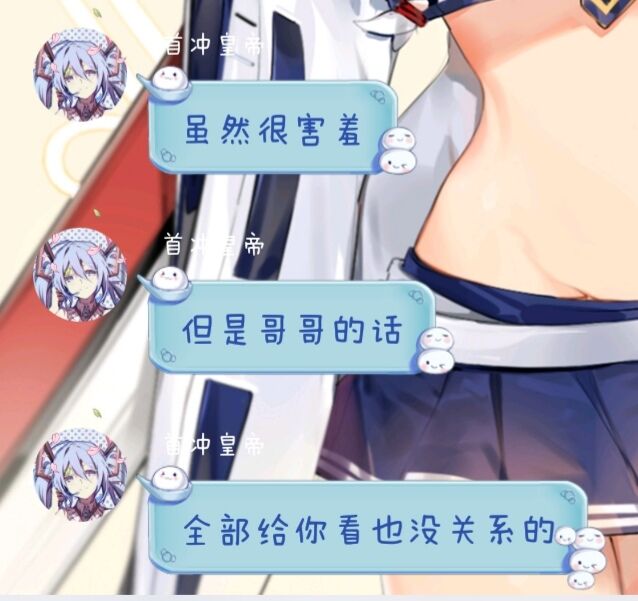 首冲皇帝
虽然很害羞
首冲皇帝
但是哥哥的话
首冲皇帝
全部给你看也没关系的